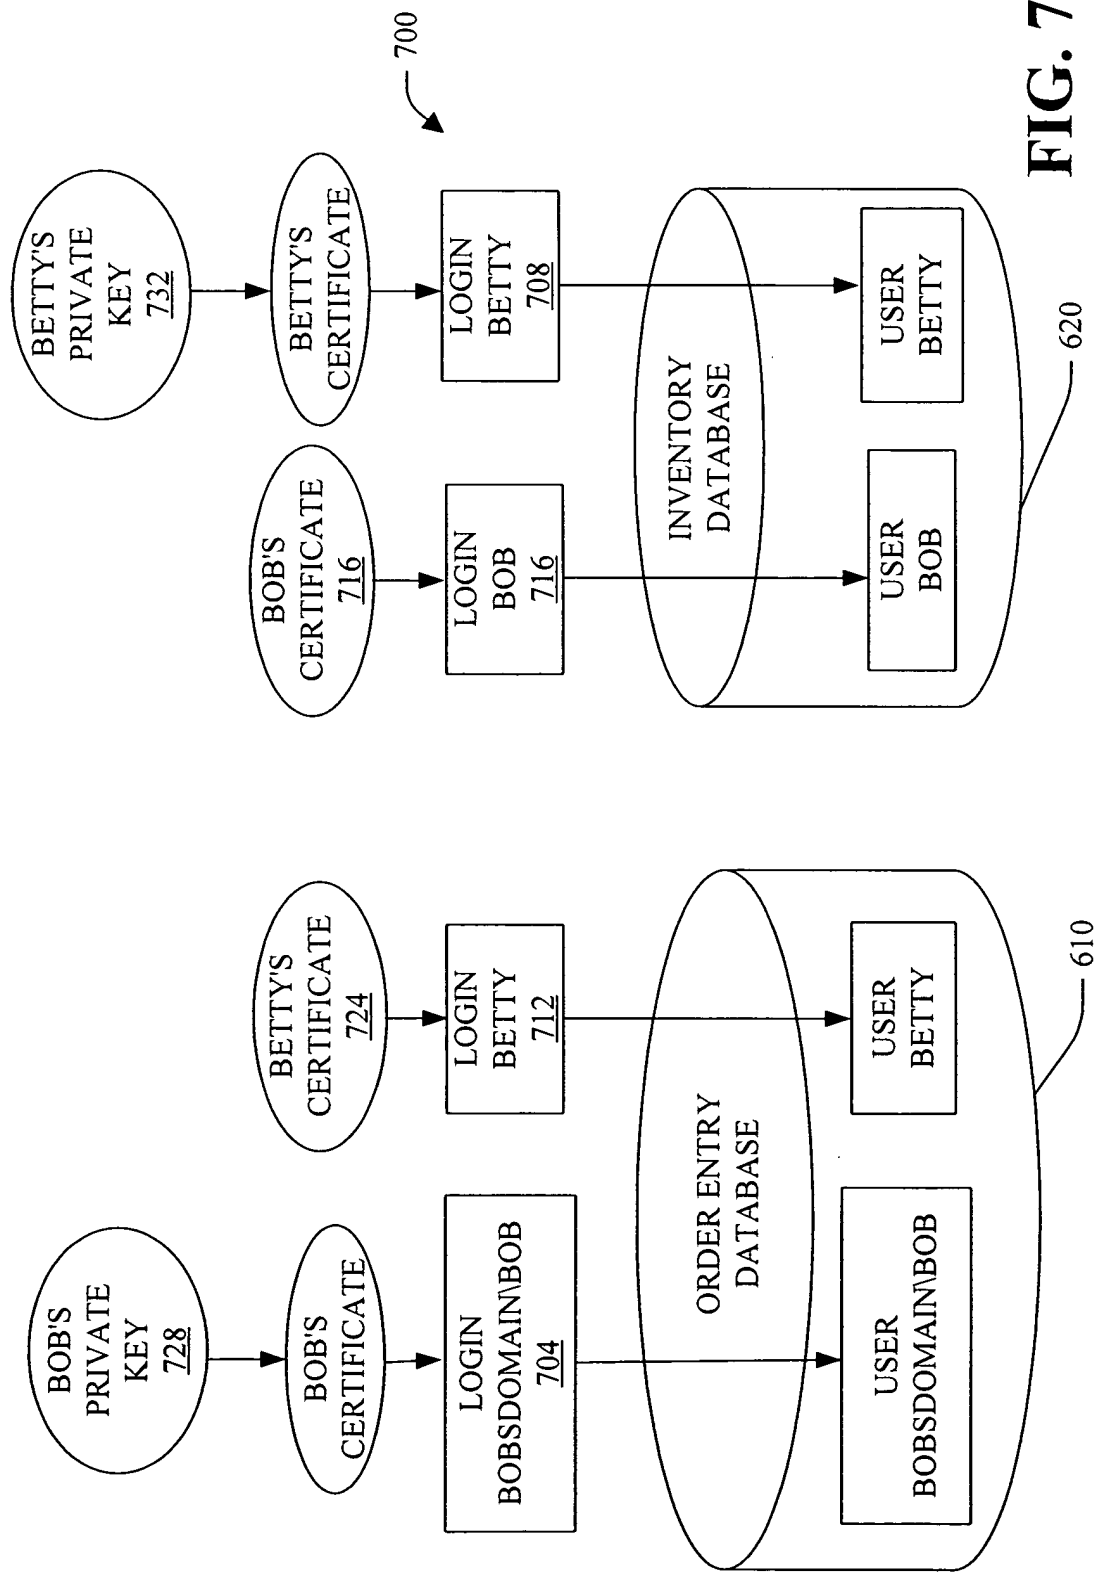 BOB'S
PRIVATE
KEY
728
BOB'S
CERTIFICATE
LOGIN
BOBSDOMAIN\BOB
704
BETTY'S
CERTIFICATE
724
LOGIN
BETTY
712
ORDER ENTRY
DATABASE
USER
BOBSDOMAIN\BOB
USER
BETTY
610
BOB'S
CERTIFICATE
716
LOGIN
BOB
716
BETTY'S
PRIVATE
KEY
732
BETTY'S
CERTIFICATE
LOGIN
BETTY
708
INVENTORY
DATABASE
USER
BOB
USER
BETTY
620
700
FIG. 7